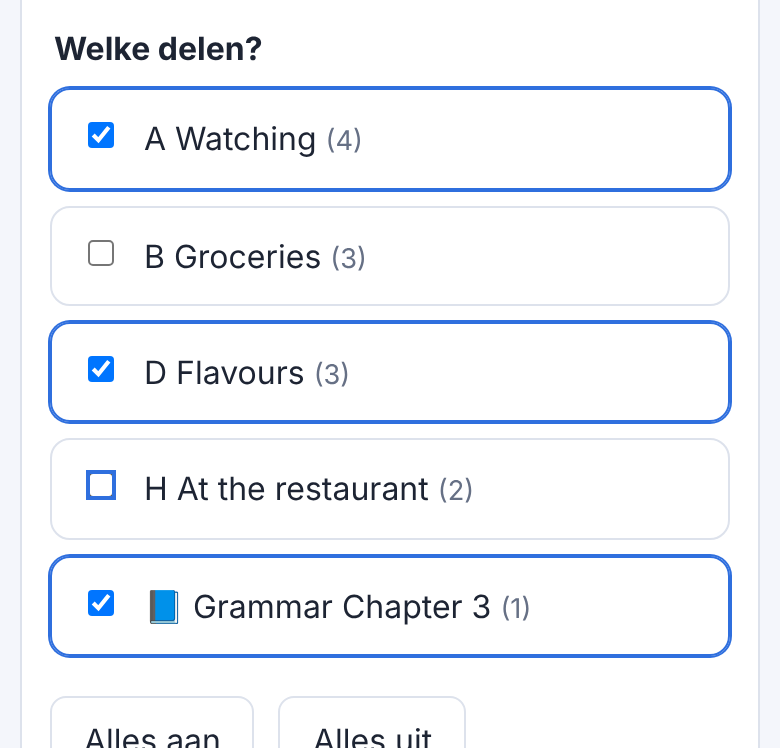 Welke delen?
A Watching (4)
B Groceries (3)
D Flavours (3)
H At the restaurant (2)
📘 Grammar Chapter 3 (1)
Alles aan Alles uit